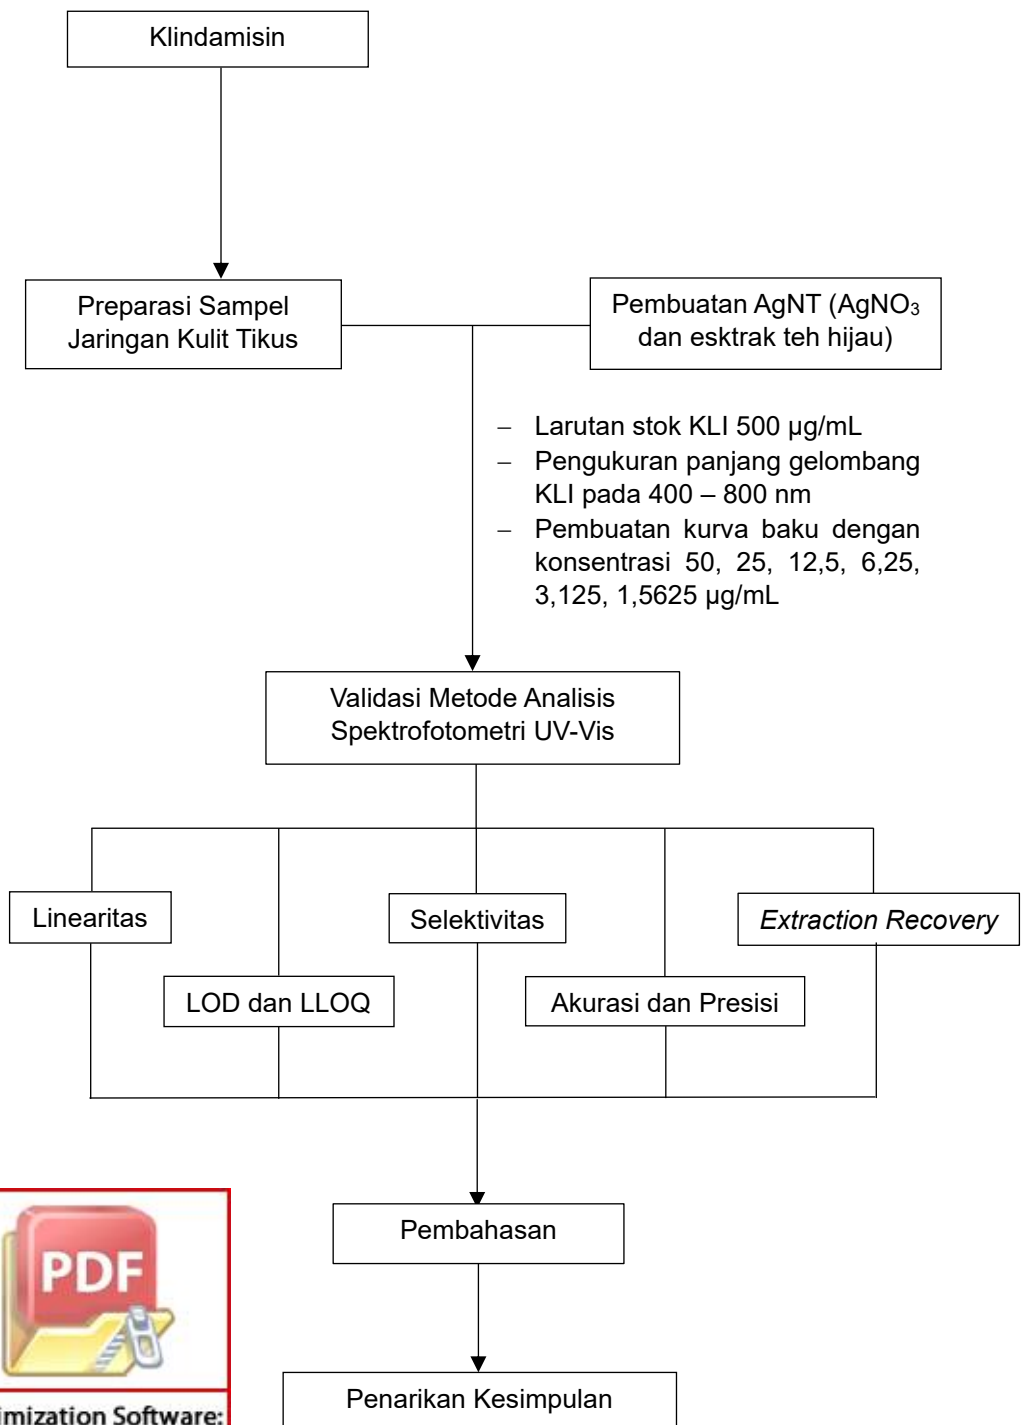 Klindamisin
Preparasi Sampel
Jaringan Kulit Tikus
Pembuatan AgNT (AgNO₃
dan esktrak teh hijau)
– Larutan stok KLI 500 µg/mL
– Pengukuran panjang gelombang
KLI pada 400 – 800 nm
– Pembuatan kurva baku dengan
konsentrasi 50, 25, 12,5, 6,25,
3,125, 1,5625 µg/mL
Validasi Metode Analisis
Spektrofotometri UV-Vis
Linearitas
Selektivitas
Extraction Recovery
LOD dan LLOQ
Akurasi dan Presisi
Pembahasan
PDF
Penarikan Kesimpulan
imization Software: